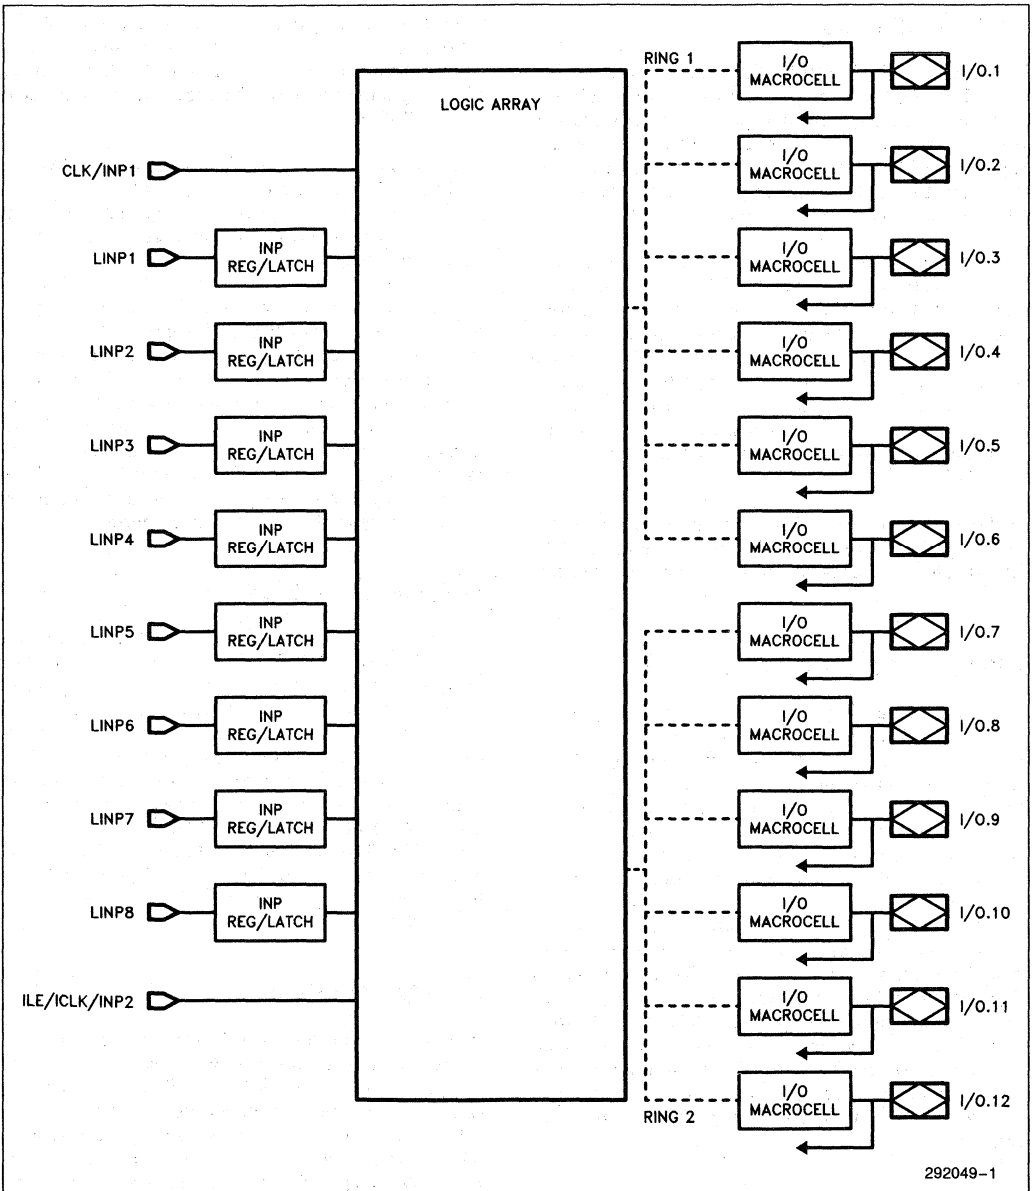 RING 1
I/O
MACROCELL
I/O.1
LOGIC ARRAY
CLK/INP1
I/O
MACROCELL
I/O.2
LINP1
INP
REG/LATCH
I/O
MACROCELL
I/O.3
LINP2
INP
REG/LATCH
I/O
MACROCELL
I/O.4
LINP3
INP
REG/LATCH
I/O
MACROCELL
I/O.5
LINP4
INP
REG/LATCH
I/O
MACROCELL
I/O.6
LINP5
INP
REG/LATCH
I/O
MACROCELL
I/O.7
LINP6
INP
REG/LATCH
I/O
MACROCELL
I/O.8
LINP7
INP
REG/LATCH
I/O
MACROCELL
I/O.9
LINP8
INP
REG/LATCH
I/O
MACROCELL
I/O.10
ILE/ICLK/INP2
I/O
MACROCELL
I/O.11
RING 2
I/O
MACROCELL
I/O.12
292049-1